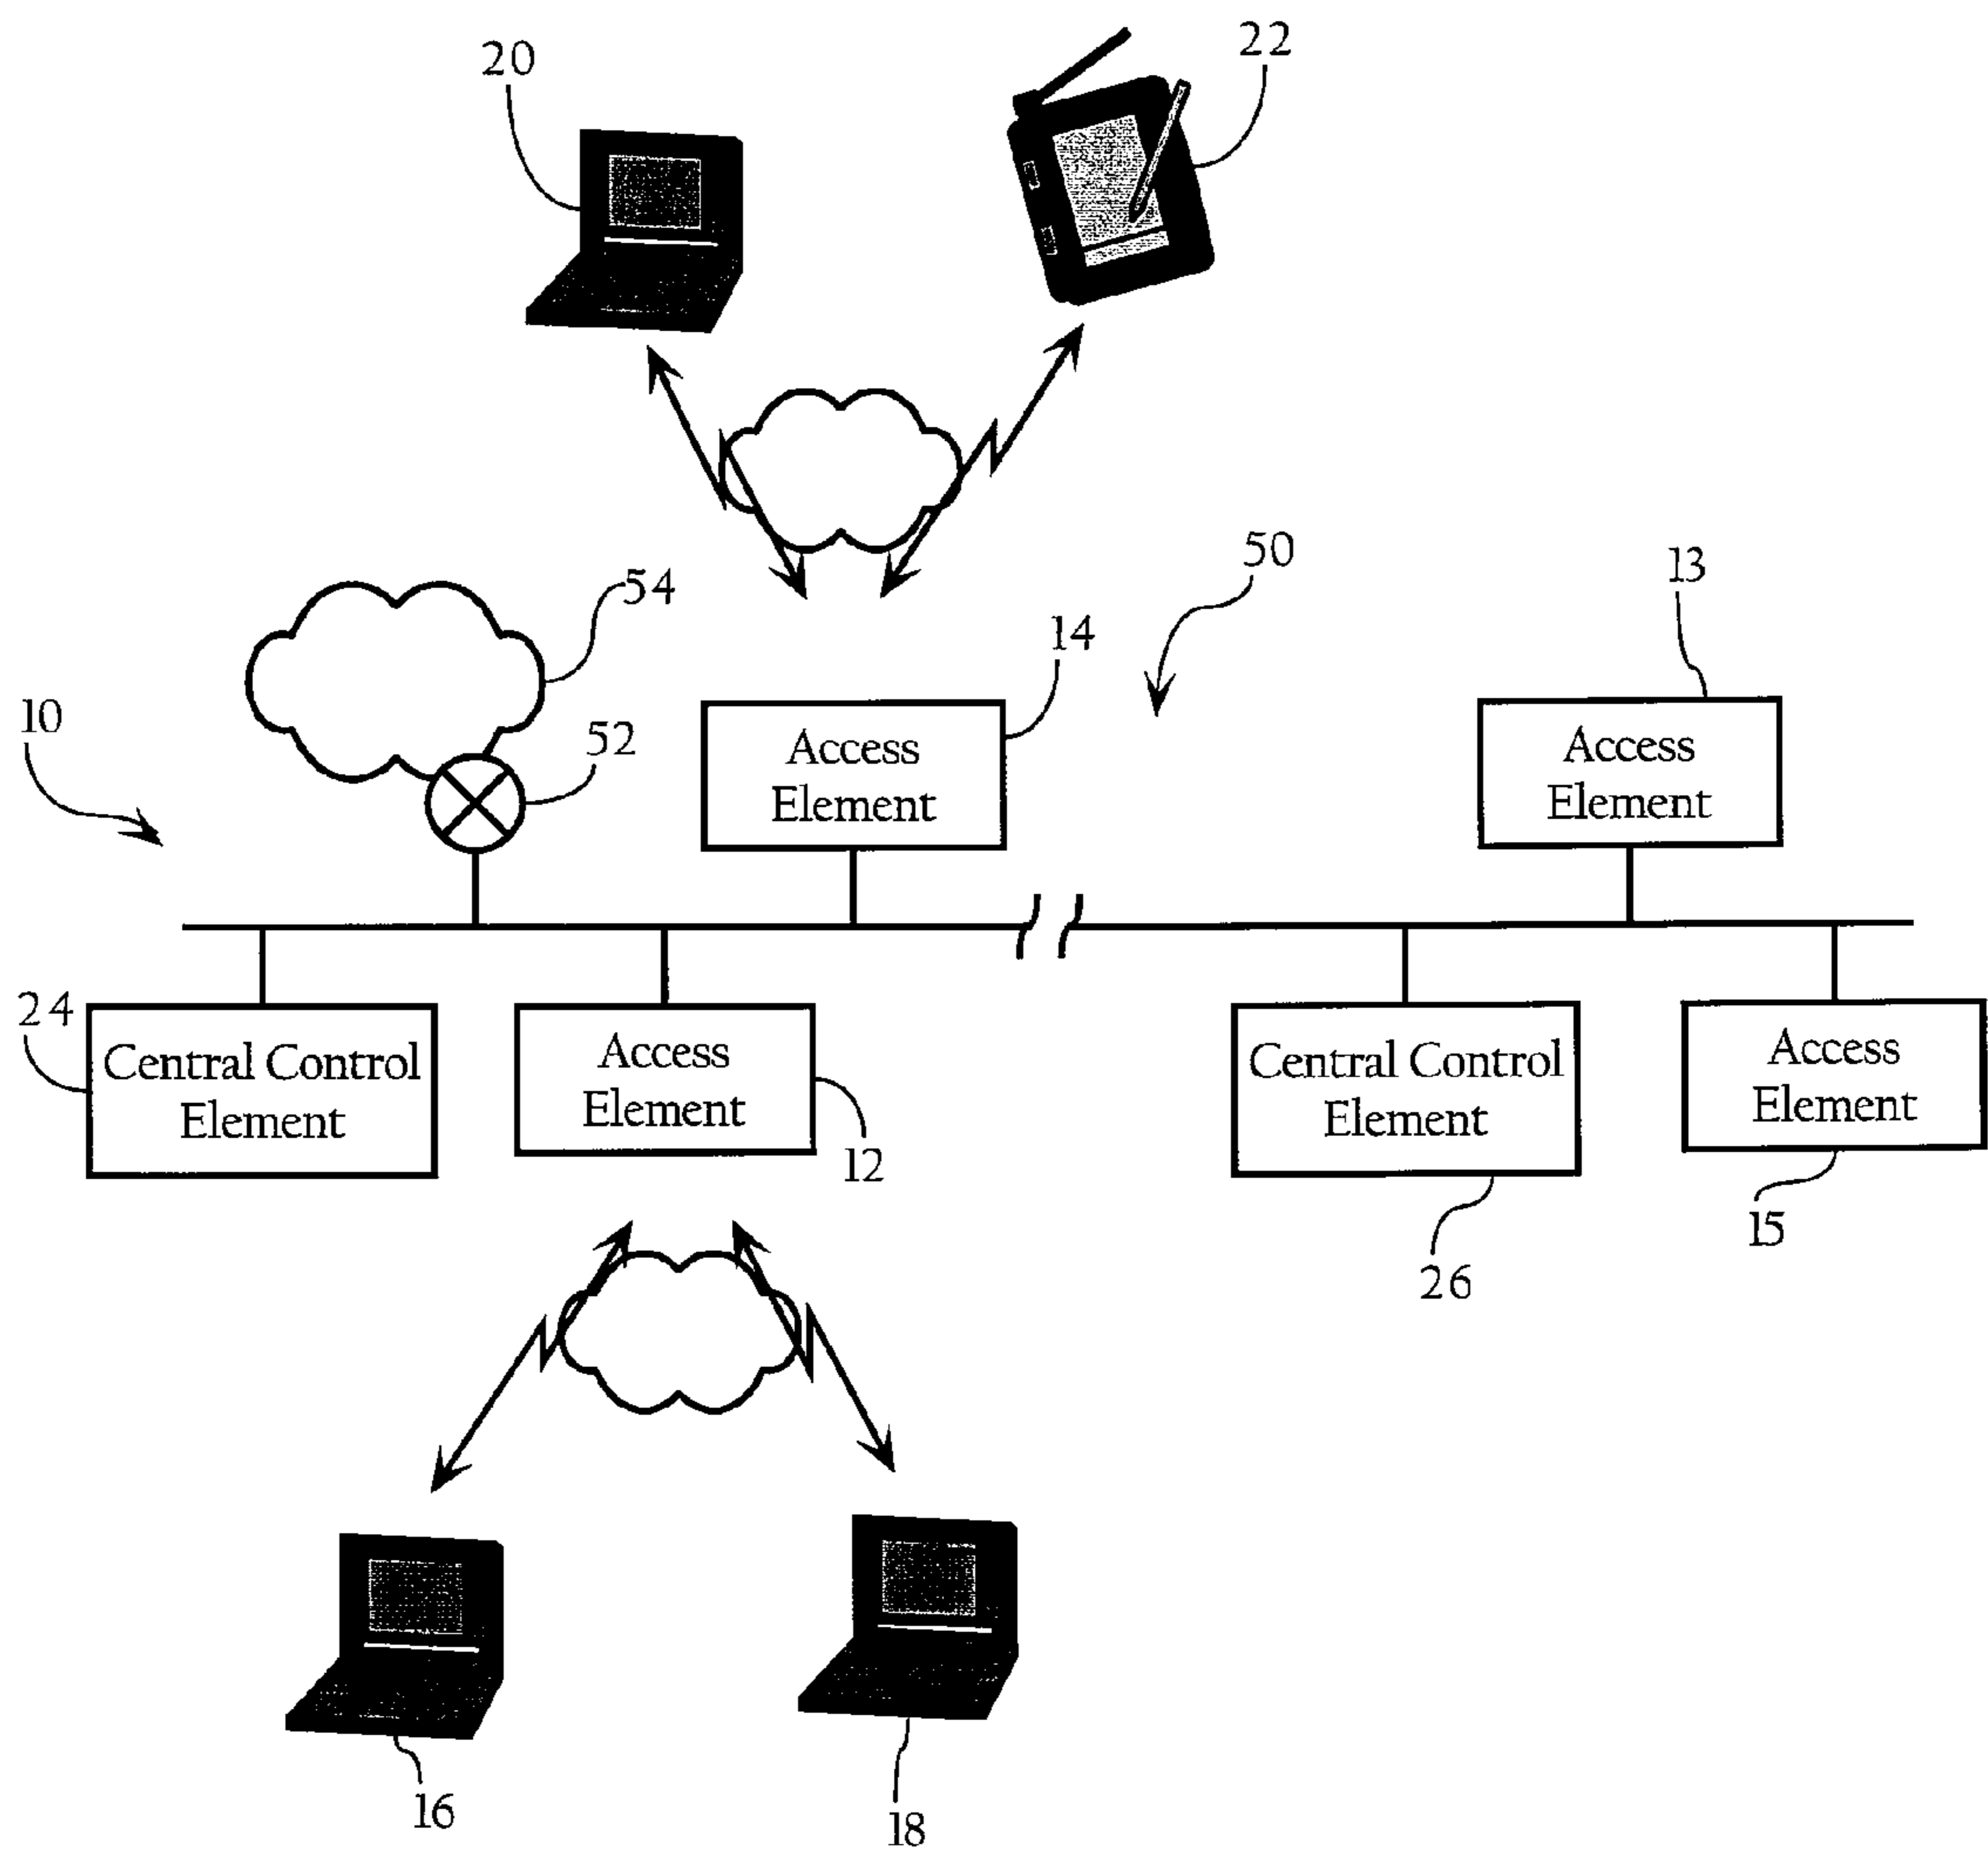 20
22
54
50
13
14
10
52
Access
Element
Access
Element
24
Central Control
Element
Access
Element
12
Central Control
Element
Access
Element
15
26
16
18